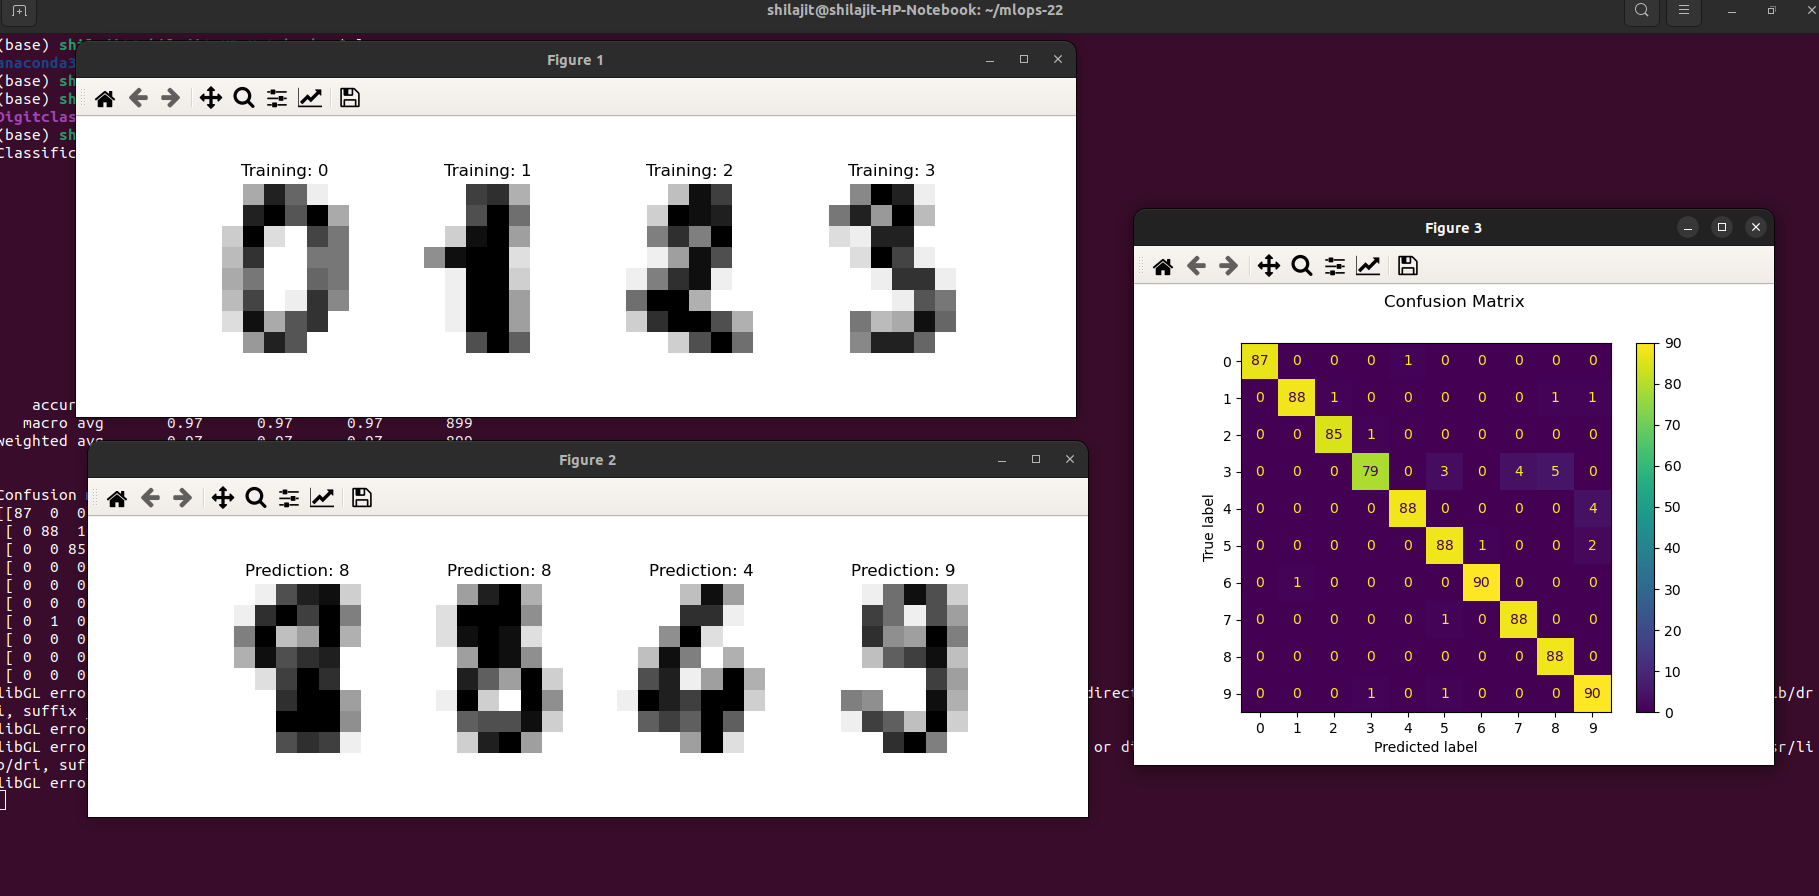 shilajit@shilajit-HP-Notebook: ~/mlops-22
(base)
anaconda3
(base) sh
(base) sh
Digitclas
(base) sh
Classific
accur
macro avg 0.97 0.97 0.97 899
weighted avg 0.97 0.97 0.97 899
Confusion
[[87 0 0
[ 0 88 1
[ 0 0 85
[ 0 0 0
[ 0 0 0
[ 0 0 0
[ 0 1 0
[ 0 0 0
[ 0 0 0
[ 0 0 0
libGL erro
i, suffix
libGL erro
libGL erro
b/dri, suf
libGL erro
direct
ib/dr
or di
sr/li
Figure 1
Training: 0 Training: 1 Training: 2 Training: 3
Figure 2
Prediction: 8 Prediction: 8 Prediction: 4 Prediction: 9
Figure 3
Confusion Matrix
True label
0 87 0 0 0 1 0 0 0 0 0
1 0 88 1 0 0 0 0 0 1 1
2 0 0 85 1 0 0 0 0 0 0
3 0 0 0 79 0 3 0 4 5 0
4 0 0 0 0 88 0 0 0 0 4
5 0 0 0 0 0 88 1 0 0 2
6 0 1 0 0 0 0 90 0 0 0
7 0 0 0 0 0 1 0 88 0 0
8 0 0 0 0 0 0 0 0 88 0
9 0 0 0 1 0 1 0 0 0 90
0 1 2 3 4 5 6 7 8 9
Predicted label
90
80
70
60
50
40
30
20
10
0